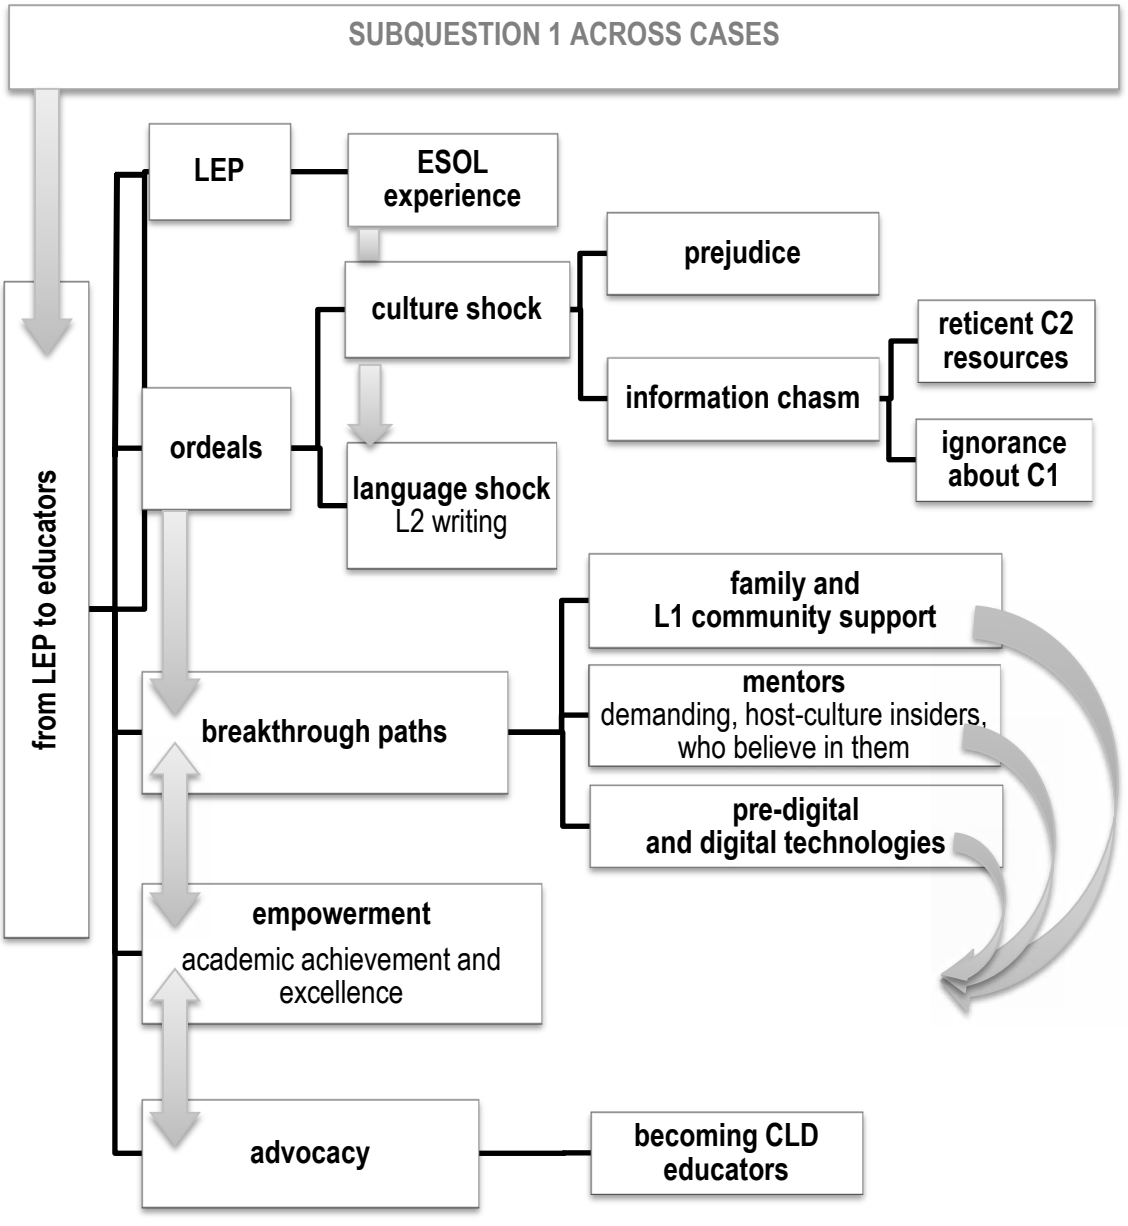 SUBQUESTION 1 ACROSS CASES
LEP
ESOL
experience
prejudice
culture shock
reticent C2
resources
information chasm
ordeals
ignorance
about C1
language shock
L2 writing
from LEP to educators
family and
L1 community support
mentors
demanding, host-culture insiders,
who believe in them
breakthrough paths
pre-digital
and digital technologies
empowerment
academic achievement and
excellence
advocacy
becoming CLD
educators